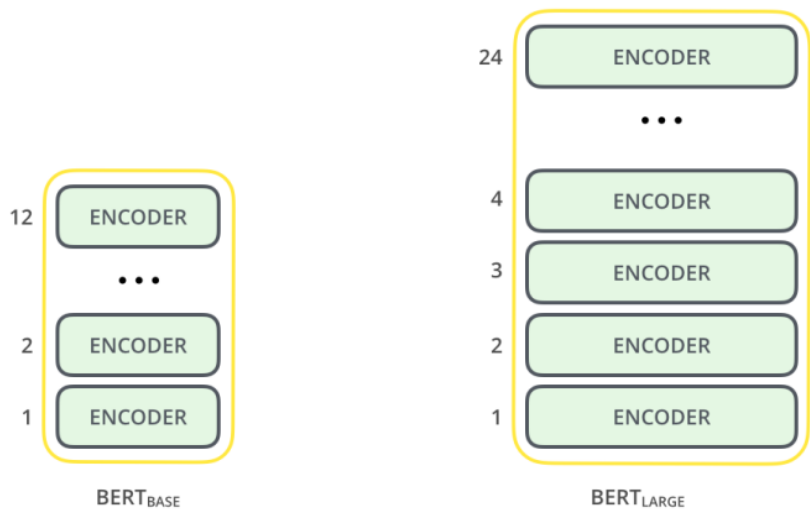 12 ENCODER
•••
2 ENCODER
1 ENCODER
BERTBASE
24 ENCODER
•••
4 ENCODER
3 ENCODER
2 ENCODER
1 ENCODER
BERTLARGE